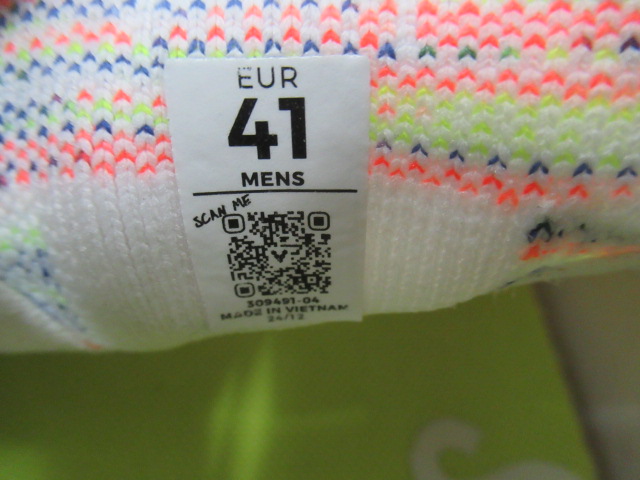 EUR
41
MENS
SCAN ME
309491-04
MADE IN VIETNAM
24/12